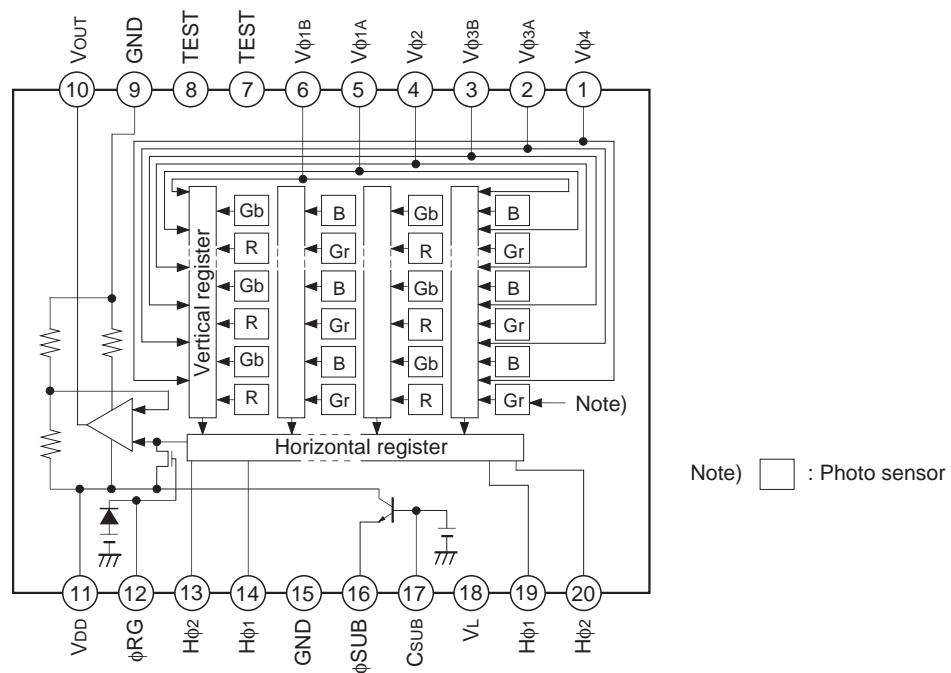 VOUT GND TEST TEST Vϕ1B Vϕ1A Vϕ2 Vϕ3B Vϕ3A Vϕ4
10 9 8 7 6 5 4 3 2 1
Vertical register
Gb B Gb B
R Gr R Gr
Gb B Gb B
R Gr R Gr
Gb B Gb B
R Gr R Gr
Note)
Horizontal register
Note) : Photo sensor
11 12 13 14 15 16 17 18 19 20
VDD ϕRG Hϕ2 Hϕ1 GND ϕSUB CSUB VL Hϕ1 Hϕ2